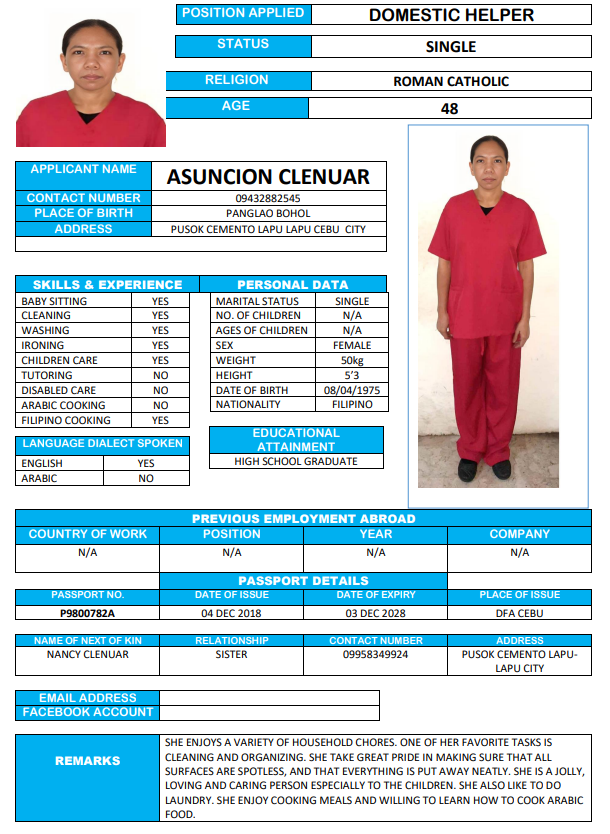 POSITION APPLIED DOMESTIC HELPER
STATUS SINGLE
RELIGION ROMAN CATHOLIC
AGE 48
APPLICANT NAME ASUNCION CLENUAR
CONTACT NUMBER 09432882545
PLACE OF BIRTH PANGLAO BOHOL
ADDRESS PUSOK CEMENTO LAPU LAPU CEBU CITY
SKILLS & EXPERIENCE PERSONAL DATA
BABY SITTING YES MARITAL STATUS SINGLE
CLEANING YES NO. OF CHILDREN N/A
WASHING YES AGES OF CHILDREN N/A
IRONING YES SEX FEMALE
CHILDREN CARE YES WEIGHT 50kg
TUTORING NO HEIGHT 5’3
DISABLED CARE NO DATE OF BIRTH 08/04/1975
ARABIC COOKING NO NATIONALITY FILIPINO
FILIPINO COOKING YES
LANGUAGE DIALECT SPOKEN
ENGLISH YES
ARABIC NO
EDUCATIONAL
ATTAINMENT
HIGH SCHOOL GRADUATE
PREVIOUS EMPLOYMENT ABROAD
COUNTRY OF WORK POSITION YEAR COMPANY
N/A N/A N/A N/A
PASSPORT DETAILS
PASSPORT NO. DATE OF ISSUE DATE OF EXPIRY PLACE OF ISSUE
P9800782A 04 DEC 2018 03 DEC 2028 DFA CEBU
NAME OF NEXT OF KIN RELATIONSHIP CONTACT NUMBER ADDRESS
NANCY CLENUAR SISTER 09958349924 PUSOK CEMENTO LAPU-
LAPU CITY
EMAIL ADDRESS
FACEBOOK ACCOUNT
REMARKS
SHE ENJOYS A VARIETY OF HOUSEHOLD CHORES. ONE OF HER FAVORITE TASKS IS
CLEANING AND ORGANIZING. SHE TAKE GREAT PRIDE IN MAKING SURE THAT ALL
SURFACES ARE SPOTLESS, AND THAT EVERYTHING IS PUT AWAY NEATLY. SHE IS A JOLLY,
LOVING AND CARING PERSON ESPECIALLY TO THE CHILDREN. SHE ALSO LIKE TO DO
LAUNDRY. SHE ENJOY COOKING MEALS AND WILLING TO LEARN HOW TO COOK ARABIC
FOOD.